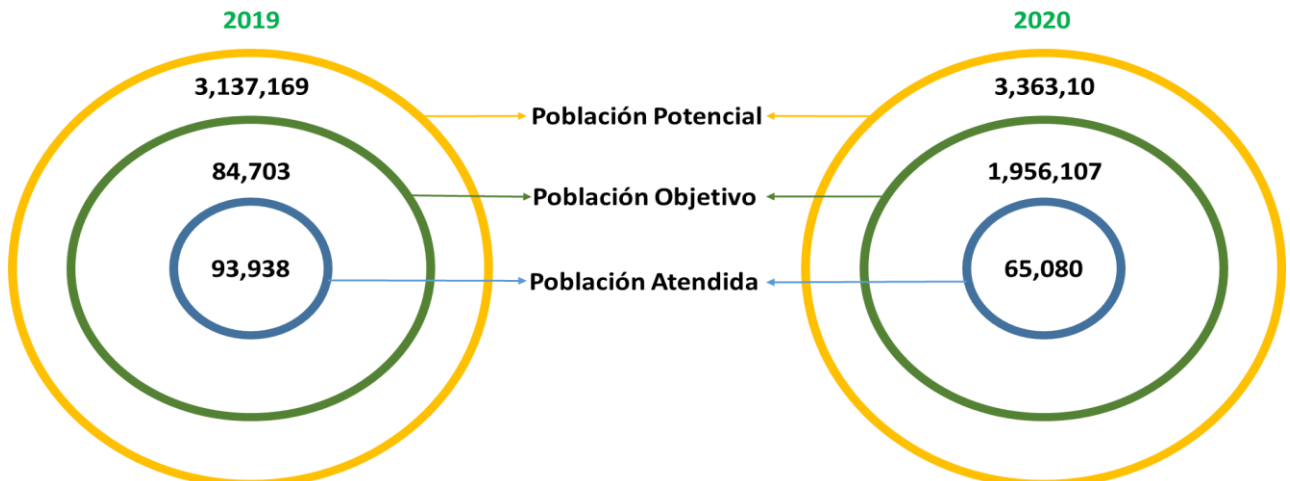 2019
2020
3,137,169
3,363,10
Población Potencial
84,703
1,956,107
Población Objetivo
93,938
65,080
Población Atendida